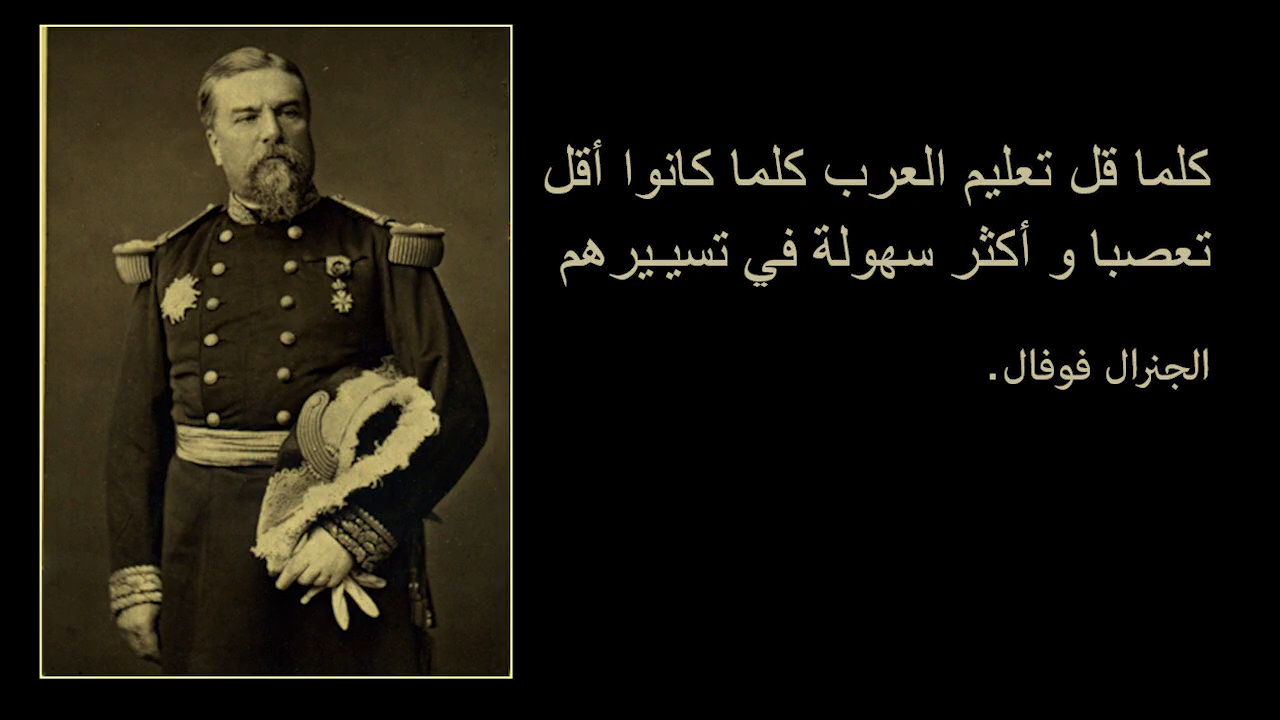 كلما قل تعليم العرب كلما كانوا أقل
تعصبا و أكثر سهولة في تسييرهم
الجنرال فوفال.